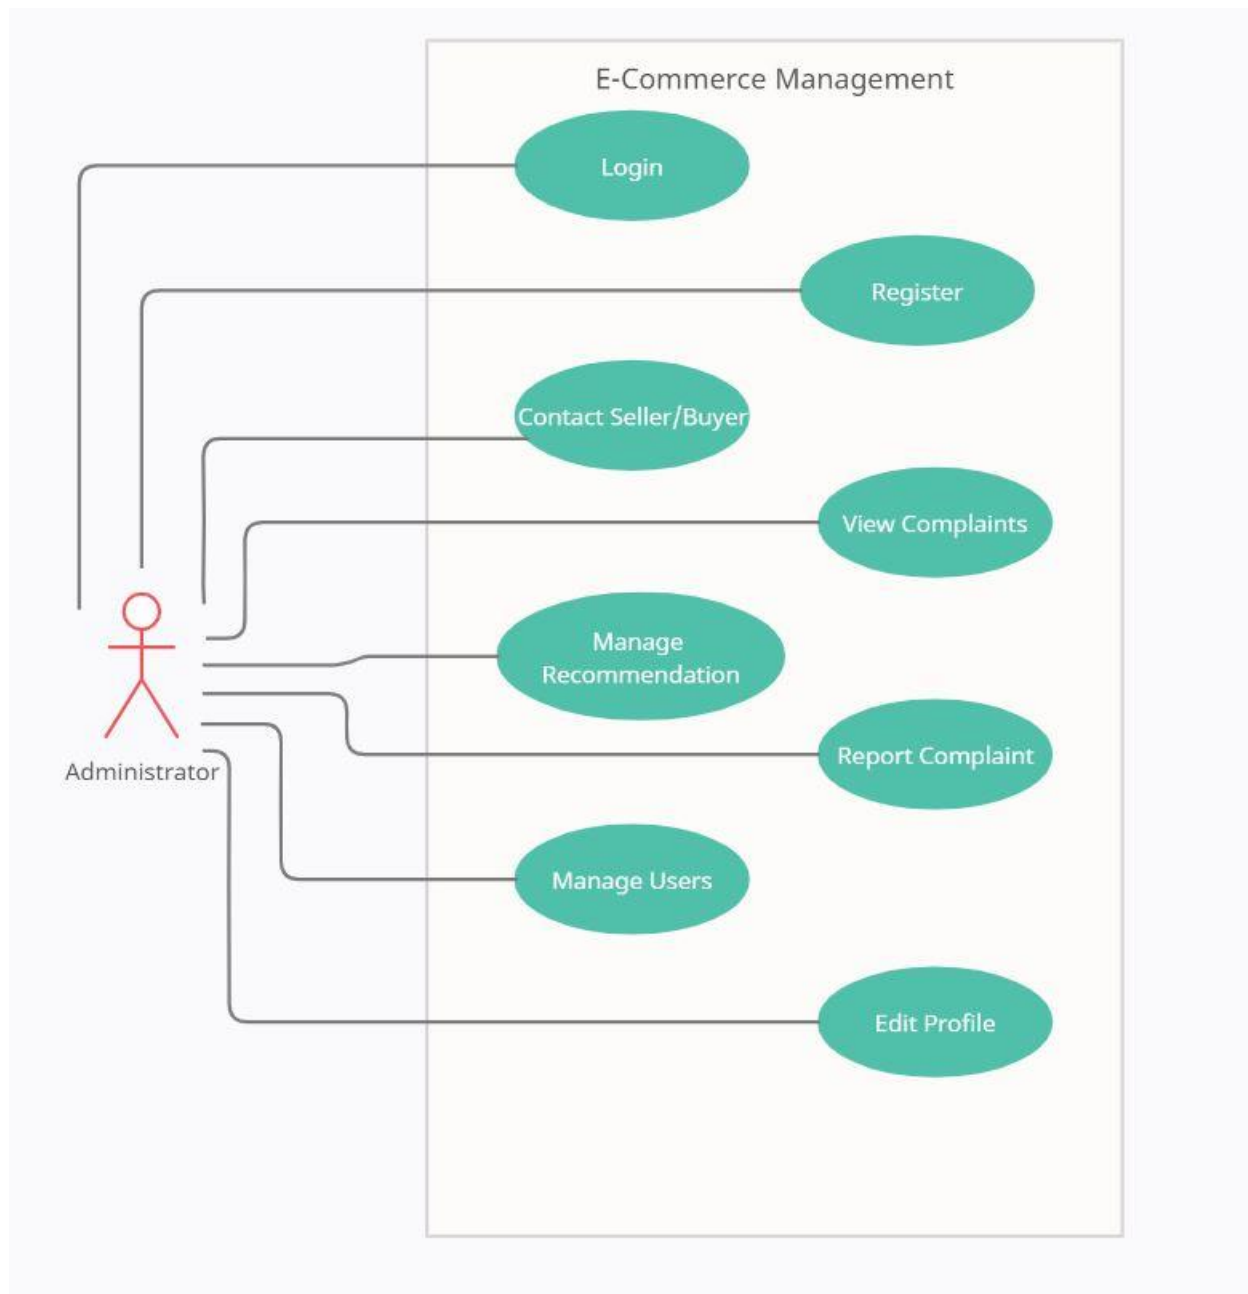 E-Commerce Management
Login
Register
Contact Seller/Buyer
View Complaints
Manage
Recommendation
Report Complaint
Administrator
Manage Users
Edit Profile